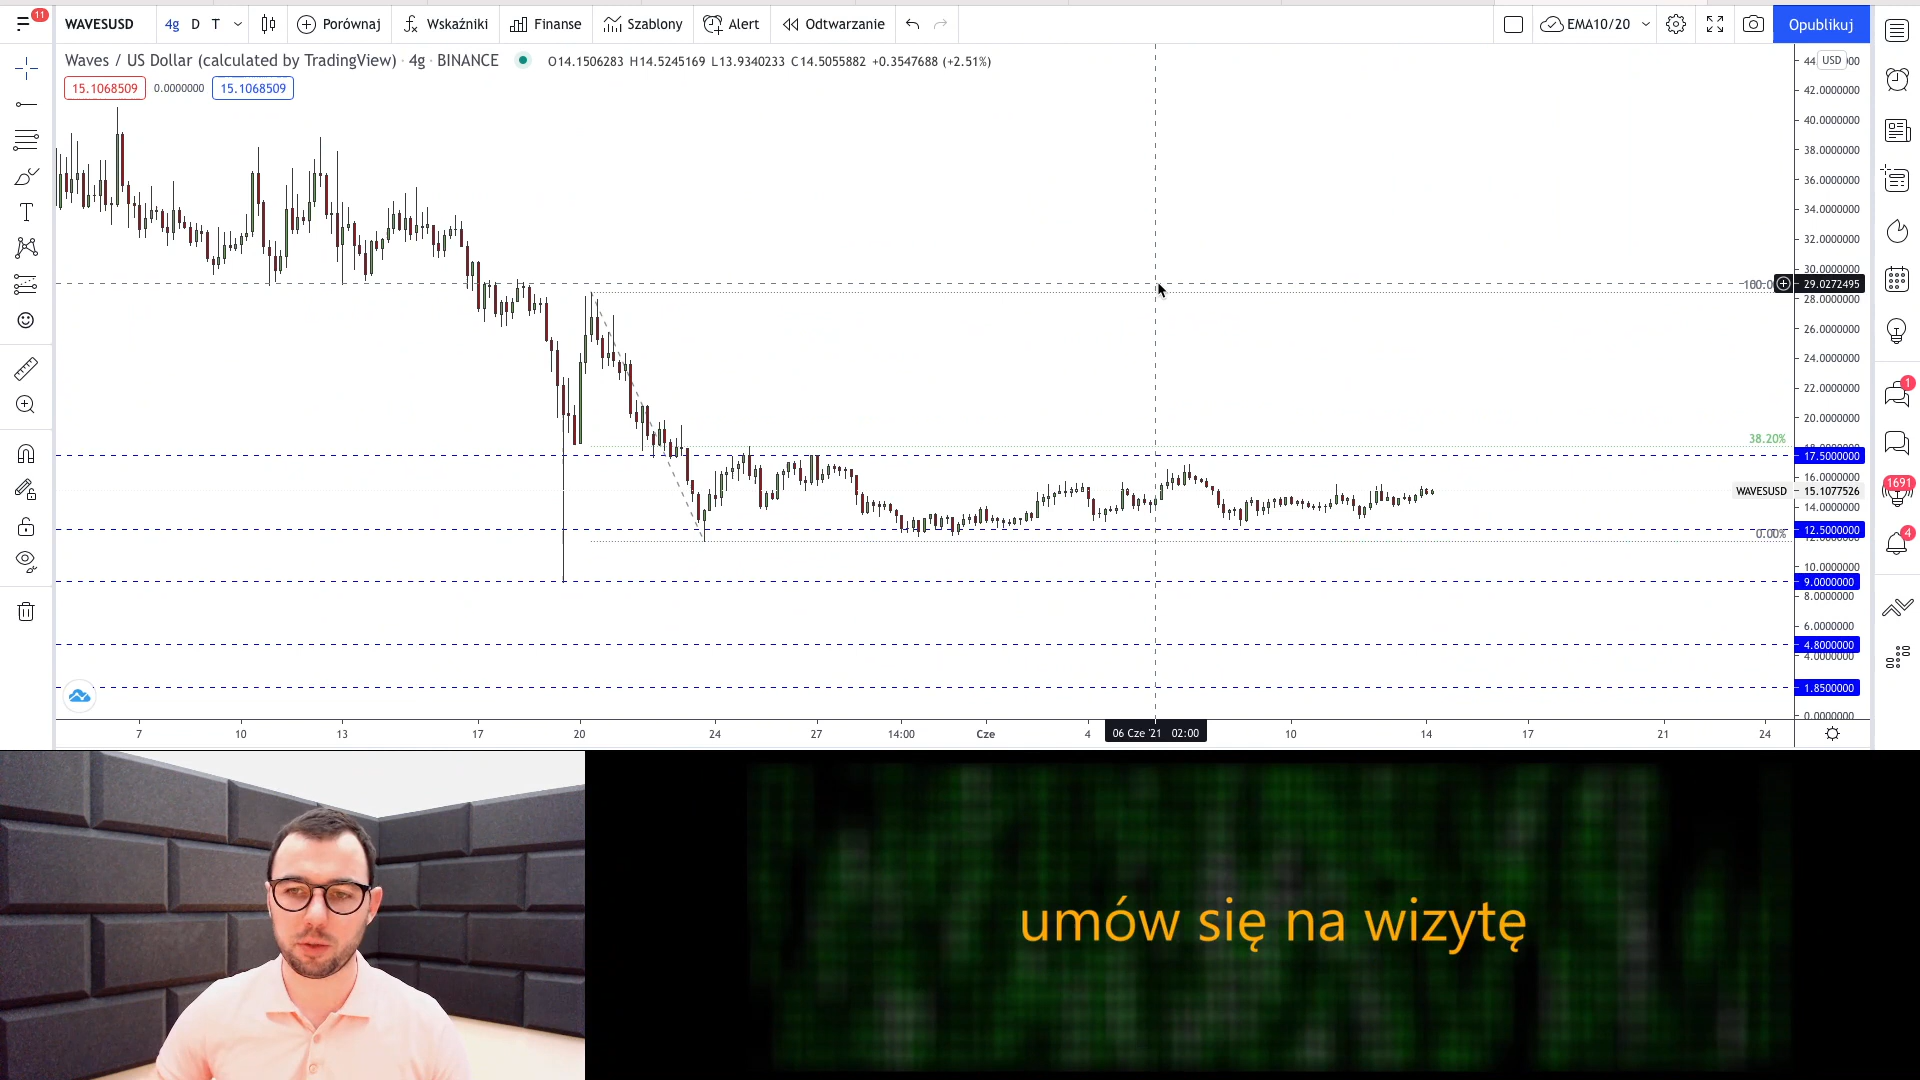 11
WAVESUSD
4g D T
Porównaj
Wskaźniki
Finanse
Szablony
Alert
Odtwarzanie
EMA10/20
Opublikuj
Waves / US Dollar (calculated by TradingView) · 4g · BINANCE
O14.1506283 H14.5245169 L13.9340233 C14.5055882 +0.3547688 (+2.51%)
15.1068509 0.0000000 15.1068509
USD
42.0000000
40.0000000
38.0000000
36.0000000
34.0000000
32.0000000
30.0000000
29.0272495
28.0000000
26.0000000
24.0000000
22.0000000
20.0000000
38.20%
17.5000000
16.0000000
WAVESUSD 15.1077526
14.0000000
12.5000000
0.00%
10.0000000
9.0000000
8.0000000
6.0000000
4.8000000
4.0000000
1.8500000
0.0000000
7 10 13 17 20 24 27 14:00 Cze 4 06 Cze '21 02:00 10 14 17 21 24
1
1691
4
umów się na wizytę